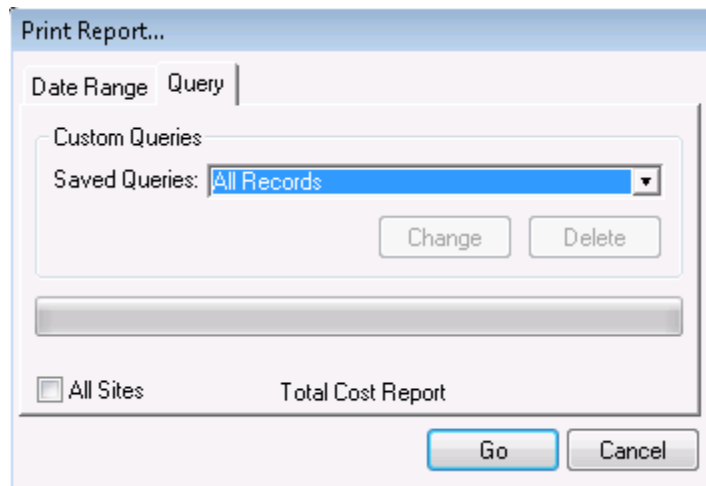 Print Report...
Date Range Query
Custom Queries
Saved Queries: All Records
Change Delete
All Sites Total Cost Report
Go Cancel